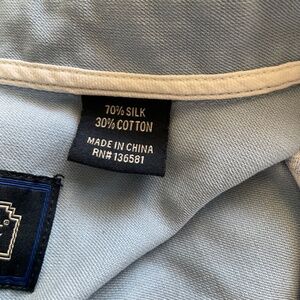 70% SILK
30% COTTON
MADE IN CHINA
RN# 136581